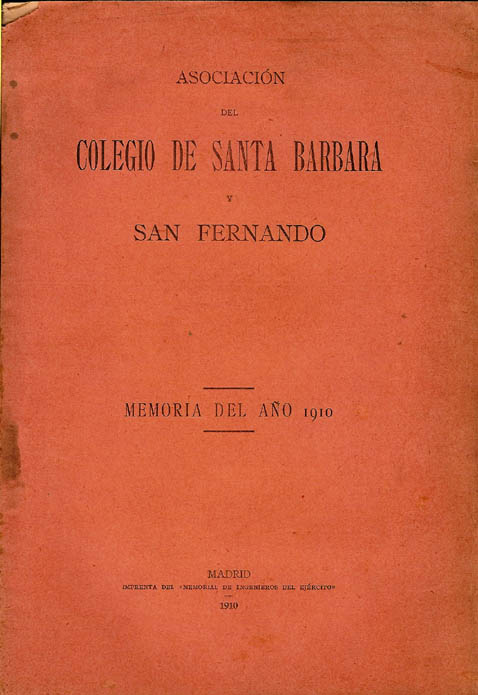 ASOCIACIÓN
DEL
COLEGIO DE SANTA BARBARA
Y
SAN FERNANDO
MEMORIA DEL AÑO 1910
MADRID
IMPRENTA DEL «MEMORIAL DE INGENIEROS DEL EJÉRCITO»
1910